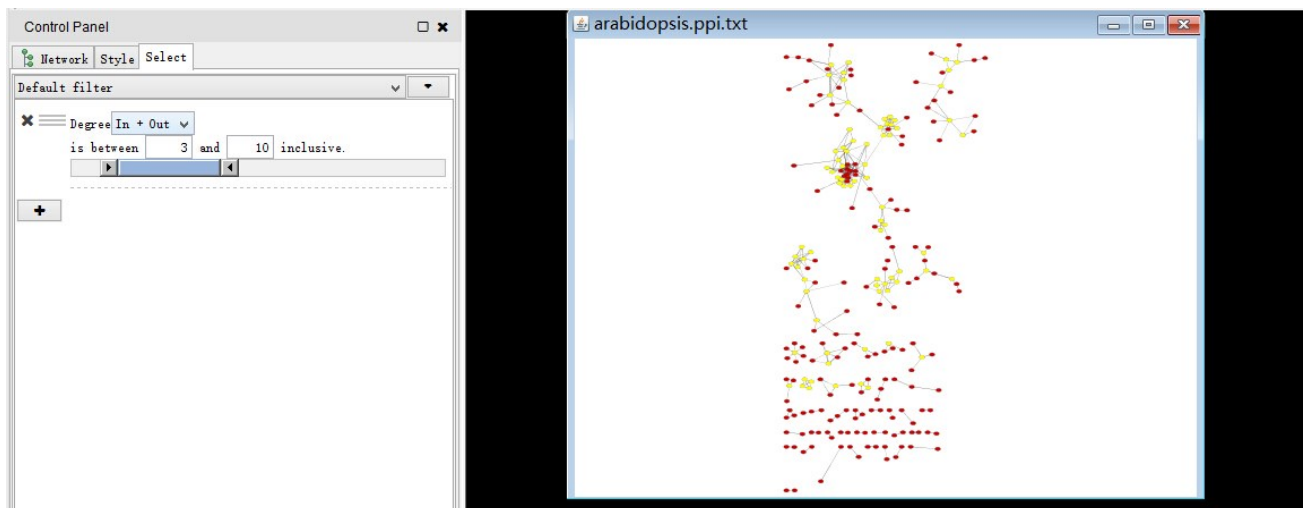 Control Panel
Network Style Select
Default filter
Degree In + Out
is between 3 and 10 inclusive.
arabidopsis.ppi.txt